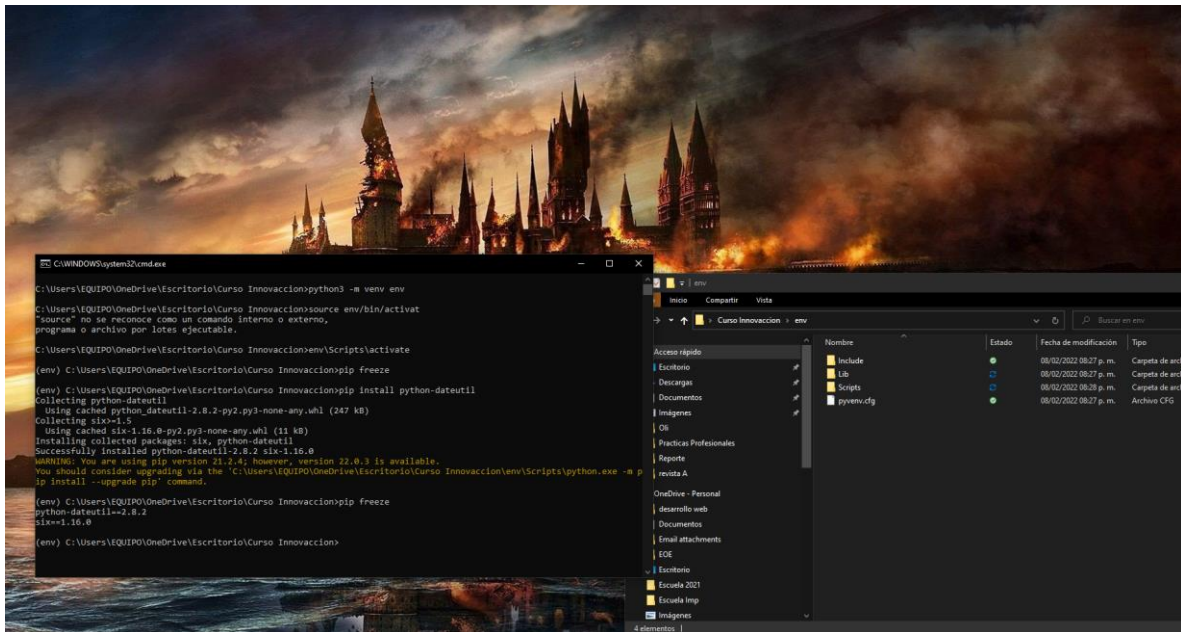 C:\WINDOWS\system32\cmd.exe
C:\Users\EQUIPO\OneDrive\Escritorio\Curso Innovaccion>python3 -m venv env
C:\Users\EQUIPO\OneDrive\Escritorio\Curso Innovaccion>source env/bin/activat
"source" no se reconoce como un comando interno o externo,
programa o archivo por lotes ejecutable.
C:\Users\EQUIPO\OneDrive\Escritorio\Curso Innovaccion>env\Scripts\activate
(env) C:\Users\EQUIPO\OneDrive\Escritorio\Curso Innovaccion>pip freeze
(env) C:\Users\EQUIPO\OneDrive\Escritorio\Curso Innovaccion>pip install python-dateutil
Collecting python-dateutil
Using cached python_dateutil-2.8.2-py2.py3-none-any.whl (247 kB)
Collecting six>=1.5
Using cached six-1.16.0-py2.py3-none-any.whl (11 kB)
Installing collected packages: six, python-dateutil
Successfully installed python-dateutil-2.8.2 six-1.16.0
WARNING: You are using pip version 21.2.4; however, version 22.0.3 is available.
You should consider upgrading via the 'C:\Users\EQUIPO\OneDrive\Escritorio\Curso Innovaccion\env\Scripts\python.exe -m p
ip install --upgrade pip' command.
(env) C:\Users\EQUIPO\OneDrive\Escritorio\Curso Innovaccion>pip freeze
python-dateutil==2.8.2
six==1.16.0
(env) C:\Users\EQUIPO\OneDrive\Escritorio\Curso Innovaccion>
env
Inicio Compartir Vista
Curso Innovaccion > env
Buscar en env
Nombre Estado Fecha de modificación Tipo
Include 08/02/2022 08:27 p. m. Carpeta de arc
Lib 08/02/2022 08:27 p. m. Carpeta de arc
Scripts 08/02/2022 08:28 p. m. Carpeta de arc
pyvenv.cfg 08/02/2022 08:27 p. m. Archivo CFG
Acceso rápido
Escritorio
Descargas
Documentos
Imágenes
Oli
Practicas Profesionales
Reporte
revista A
OneDrive - Personal
desarrollo web
Documentos
Email attachments
EOE
Escritorio
Escuela 2021
Escuela Imp
Imágenes
4 elementos